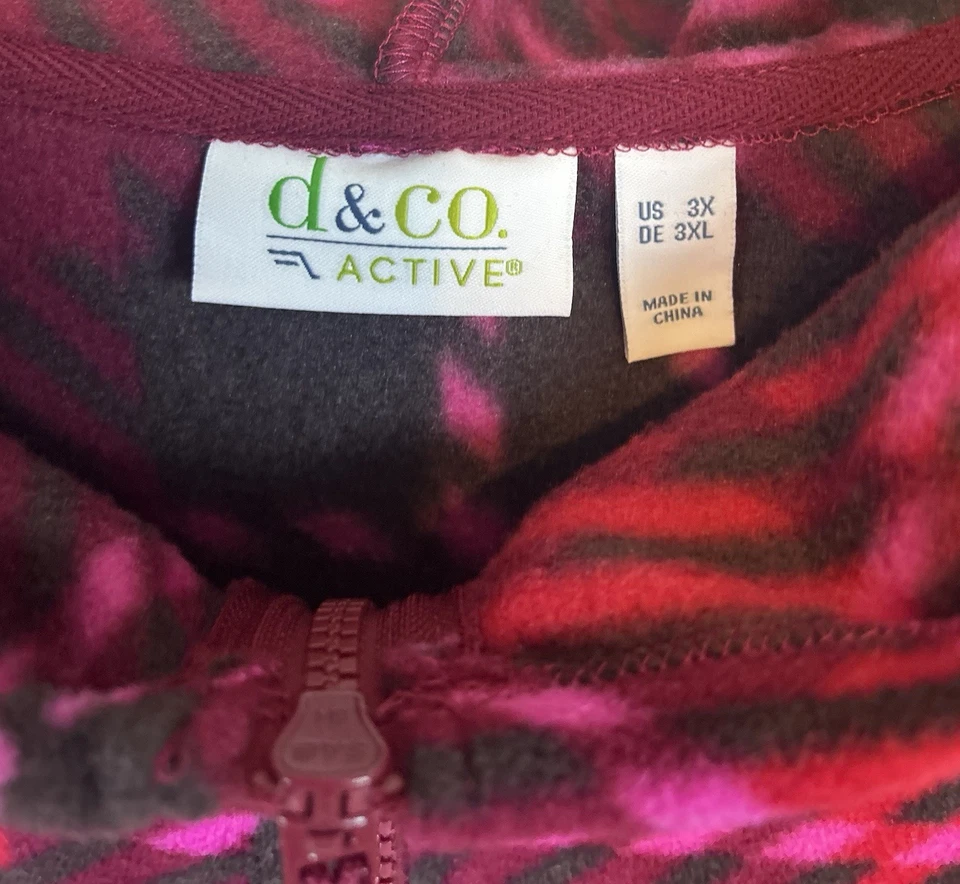 d&co.
ACTIVE®
US 3X
DE 3XL
MADE IN
CHINA